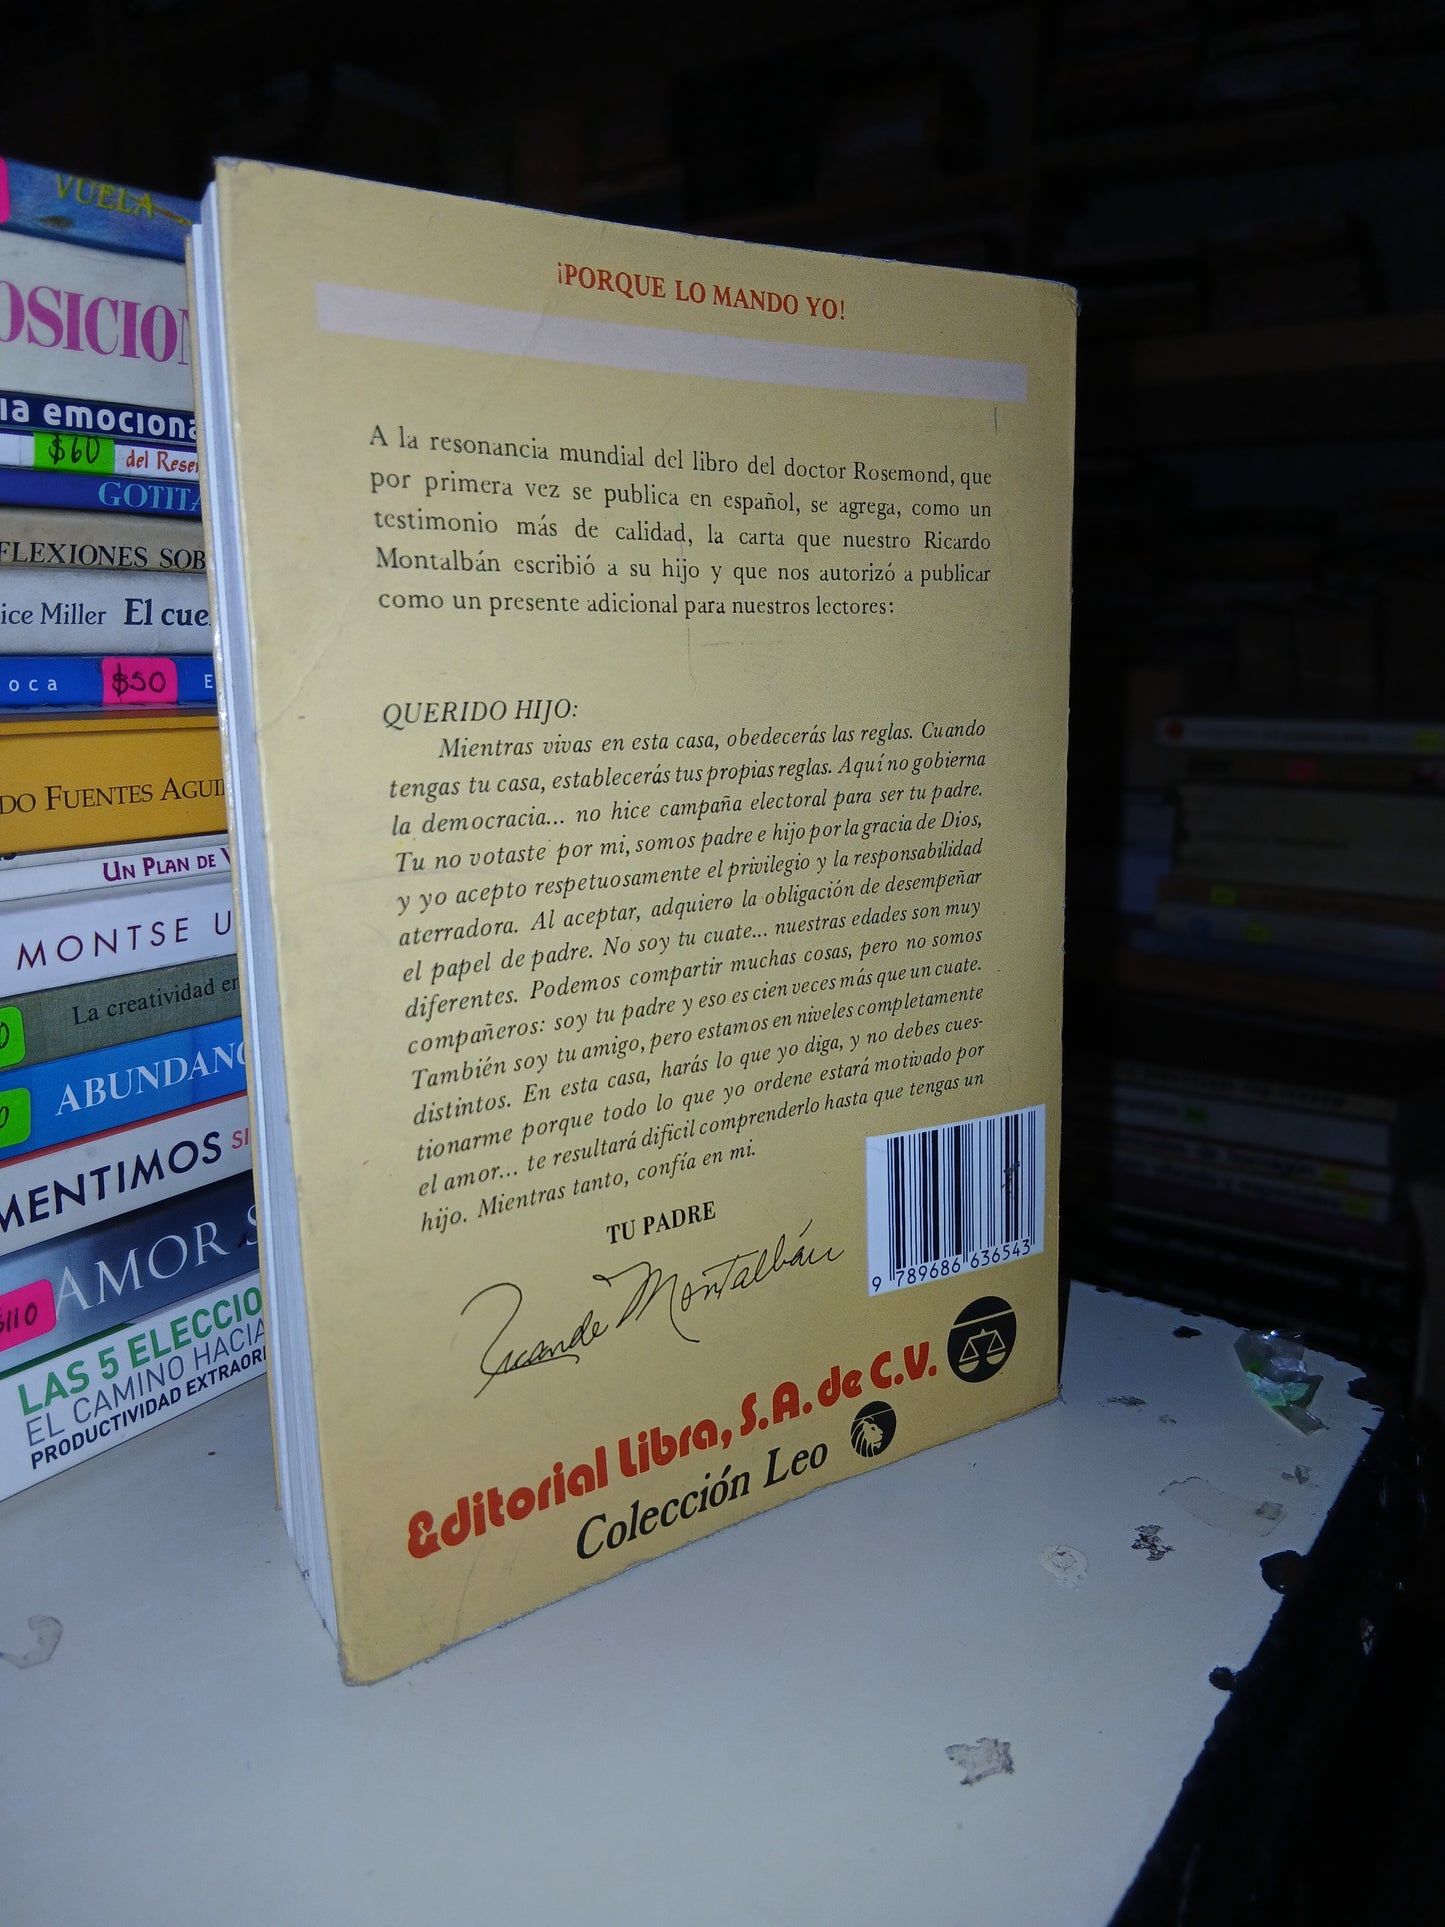 ¡PORQUE LO MANDO YO!
A la resonancia mundial del libro del doctor Rosemond, que
por primera vez se publica en español, se agrega, como un
testimonio más de calidad, la carta que nuestro Ricardo
Montalbán escribió a su hijo y que nos autorizó a publicar
como un presente adicional para nuestros lectores:
QUERIDO HIJO:
Mientras vivas en esta casa, obedecerás las reglas. Cuando
tengas tu casa, establecerás tus propias reglas. Aquí no gobierna
la democracia... no hice campaña electoral para ser tu padre.
Tu no votaste por mi, somos padre e hijo por la gracia de Dios,
y yo acepto respetuosamente el privilegio y la responsabilidad
aterradora. Al aceptar, adquiero la obligación de desempeñar
el papel de padre. No soy tu cuate... nuestras edades son muy
diferentes. Podemos compartir muchas cosas, pero no somos
compañeros: soy tu padre y eso es cien veces más que un cuate.
También soy tu amigo, pero estamos en niveles completamente
distintos. En esta casa, harás lo que yo diga, y no debes cues-
tionarme porque todo lo que yo ordene estará motivado por
el amor... te resultará dificil comprenderlo hasta que tengas un
hijo. Mientras tanto, confía en mi.
TU PADRE
Ricardo Montalbán
9 789686 636543
Editorial Libra, S.A. de C.V.
Colección Leo
VUELA
OSICION
ia emociona
$60 del Rese
GOTITA
FLEXIONES SOB
ice Miller El cue
oca $50 E
DO FUENTES AGUI
UN PLAN DE V
MONTSE U
La creatividad en
ABUNDANC
MENTIMOS SI
AMOR S
$110
LAS 5 ELECCIO
EL CAMINO HACIA
PRODUCTIVIDAD EXTRAORI